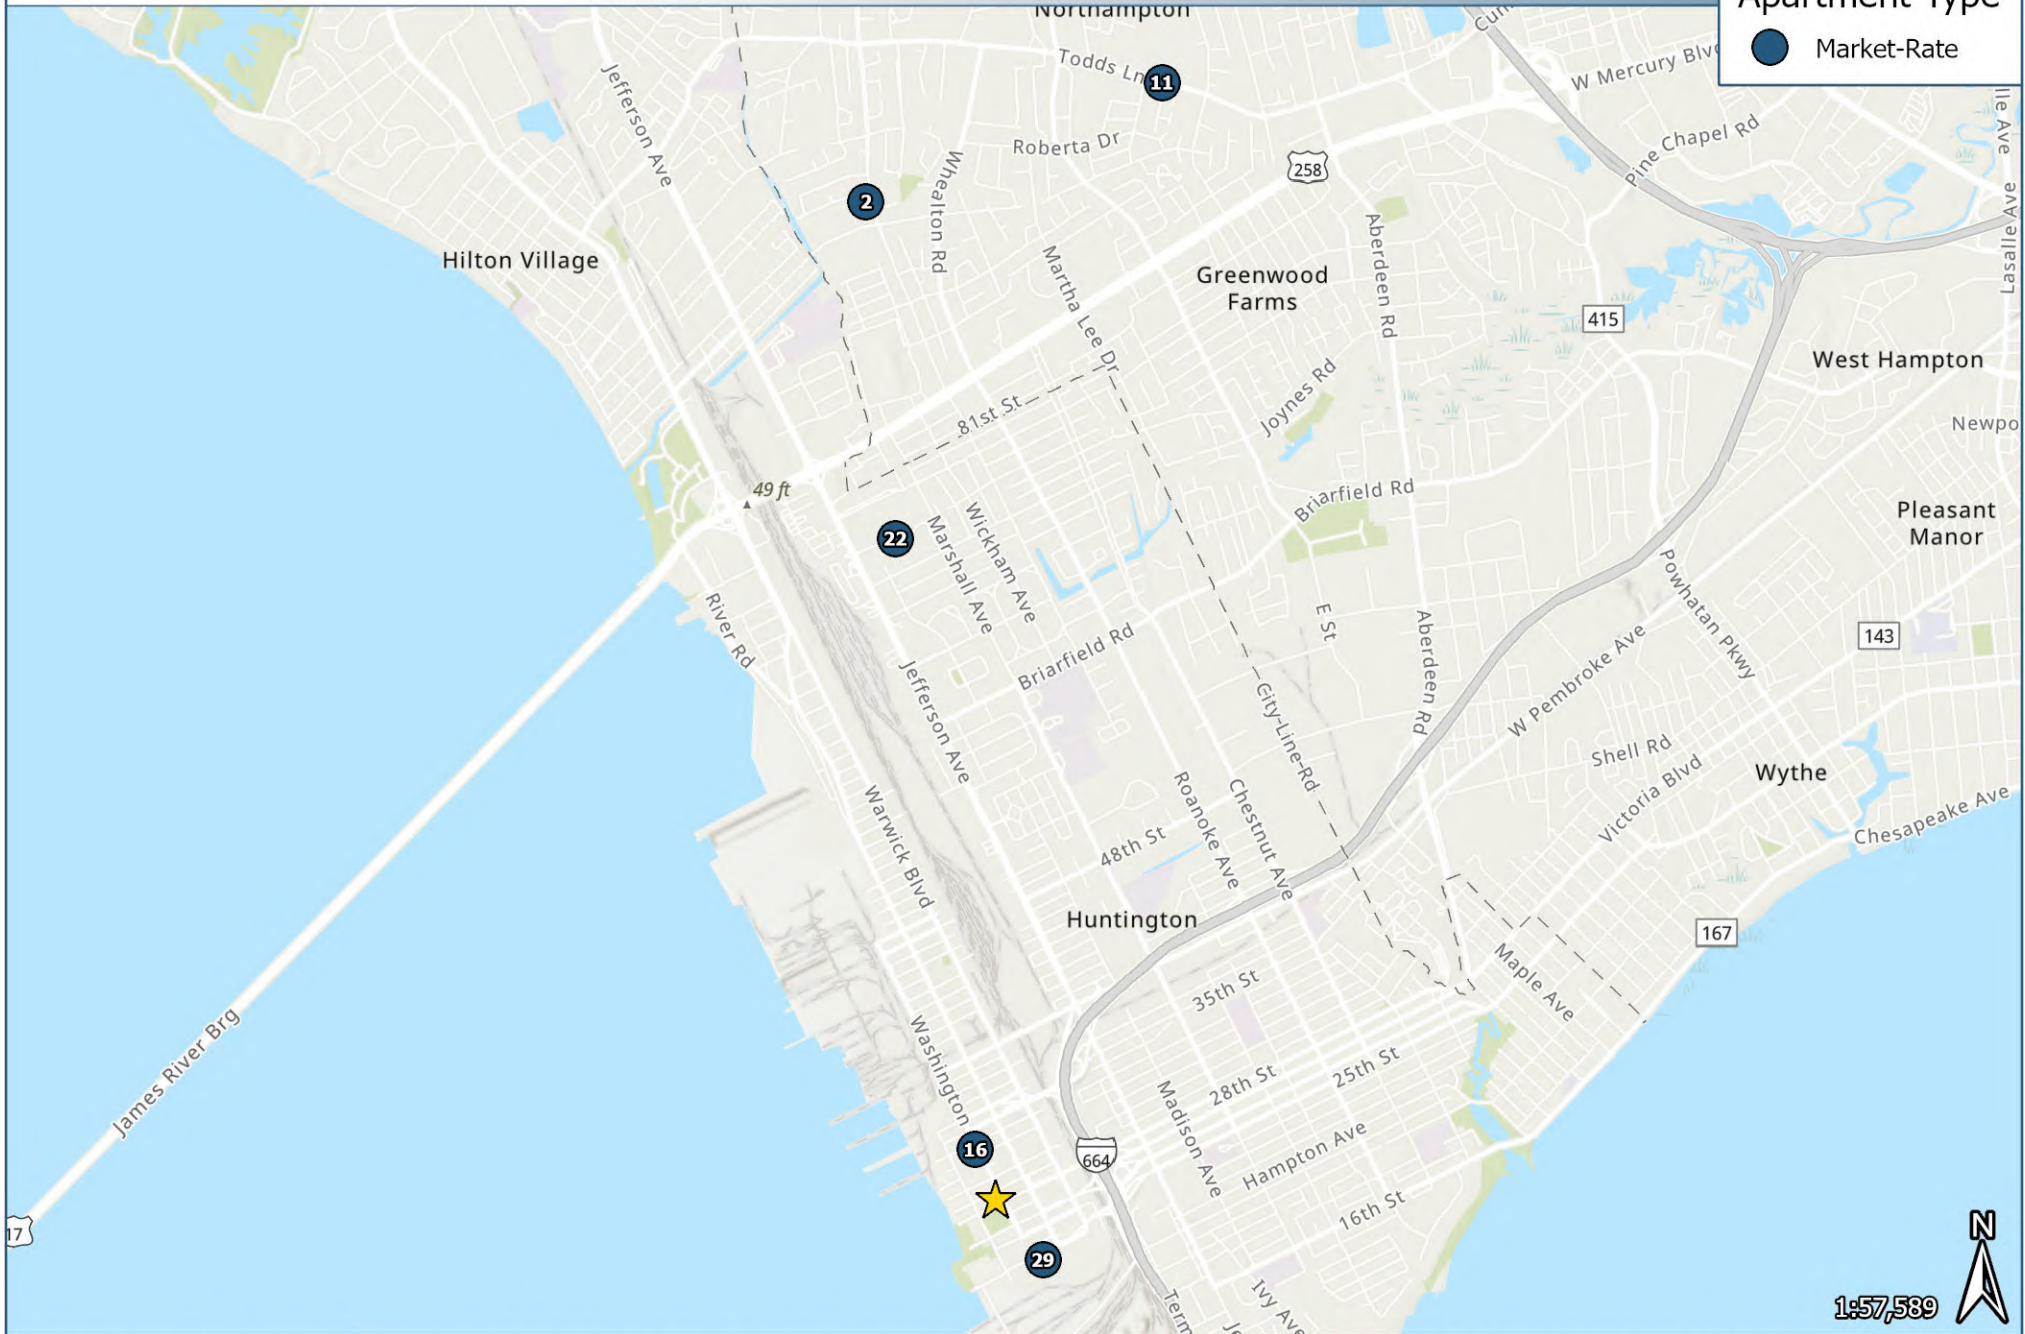 Northampton
Apartment Type
Market-Rate
Todds Ln
11
W Mercury Blvd
Jefferson Ave
Roberta Dr
Pine Chapel Rd
258
Whealton Rd
2
Lasalle Ave
Hilton Village
Aberdeen Rd
Martha Lee Dr
Greenwood
Farms
415
West Hampton
Joynes Rd
81st St
49 ft
Briarfield Rd
Pleasant
Manor
22
Marshall Ave
Wickham Ave
River Rd
E St
Powhatan Pkwy
143
Briarfield Rd
Jefferson Ave
City-Line-Rd
Aberdeen Rd
W Pembroke Ave
Shell Rd
Victoria Blvd
Wythe
Warwick Blvd
Roanoke Ave
Chestnut Ave
48th St
Chesapeake Ave
Huntington
167
Maple Ave
35th St
James River Brg
Washington
28th St
25th St
Madison Ave
16
664
Hampton Ave
16th St
17
29
Ivy Ave
N
1:57,589